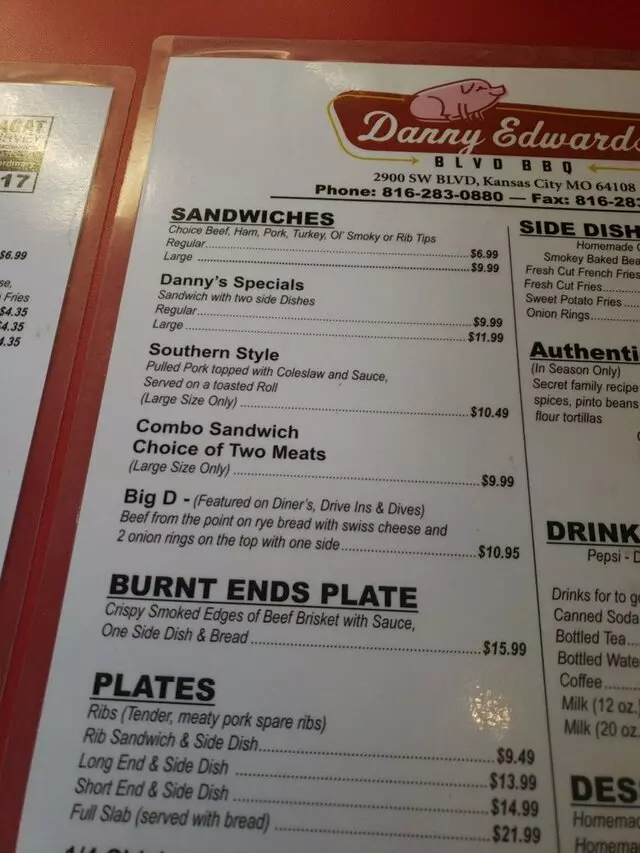 17
$6.99
Fries
$4.35
$4.35
4.35
Danny Edwards
BLVD BBQ
2900 SW BLVD, Kansas City MO 64108
Phone: 816-283-0880 — Fax: 816-283
SANDWICHES
Choice Beef, Ham, Pork, Turkey, Ol' Smoky or Rib Tips
Regular $6.99
Large $9.99
Danny's Specials
Sandwich with two side Dishes
Regular $9.99
Large $11.99
Southern Style
Pulled Pork topped with Coleslaw and Sauce,
Served on a toasted Roll
(Large Size Only) $10.49
Combo Sandwich
Choice of Two Meats
(Large Size Only) $9.99
Big D - (Featured on Diner's, Drive Ins & Dives)
Beef from the point on rye bread with swiss cheese and
2 onion rings on the top with one side $10.95
BURNT ENDS PLATE
Crispy Smoked Edges of Beef Brisket with Sauce,
One Side Dish & Bread $15.99
PLATES
Ribs (Tender, meaty pork spare ribs)
Rib Sandwich & Side Dish $9.49
Long End & Side Dish $13.99
Short End & Side Dish $14.99
Full Slab (served with bread) $21.99
SIDE DISH
Homemade
Smokey Baked Bea
Fresh Cut French Fries
Fresh Cut Fries
Sweet Potato Fries
Onion Rings
Authenti
(In Season Only)
Secret family recipe
spices, pinto beans
flour tortillas
DRINK
Pepsi - D
Drinks for to go
Canned Soda
Bottled Tea
Bottled Wate
Coffee
Milk (12 oz.)
Milk (20 oz.
DES
Homemad
Homema